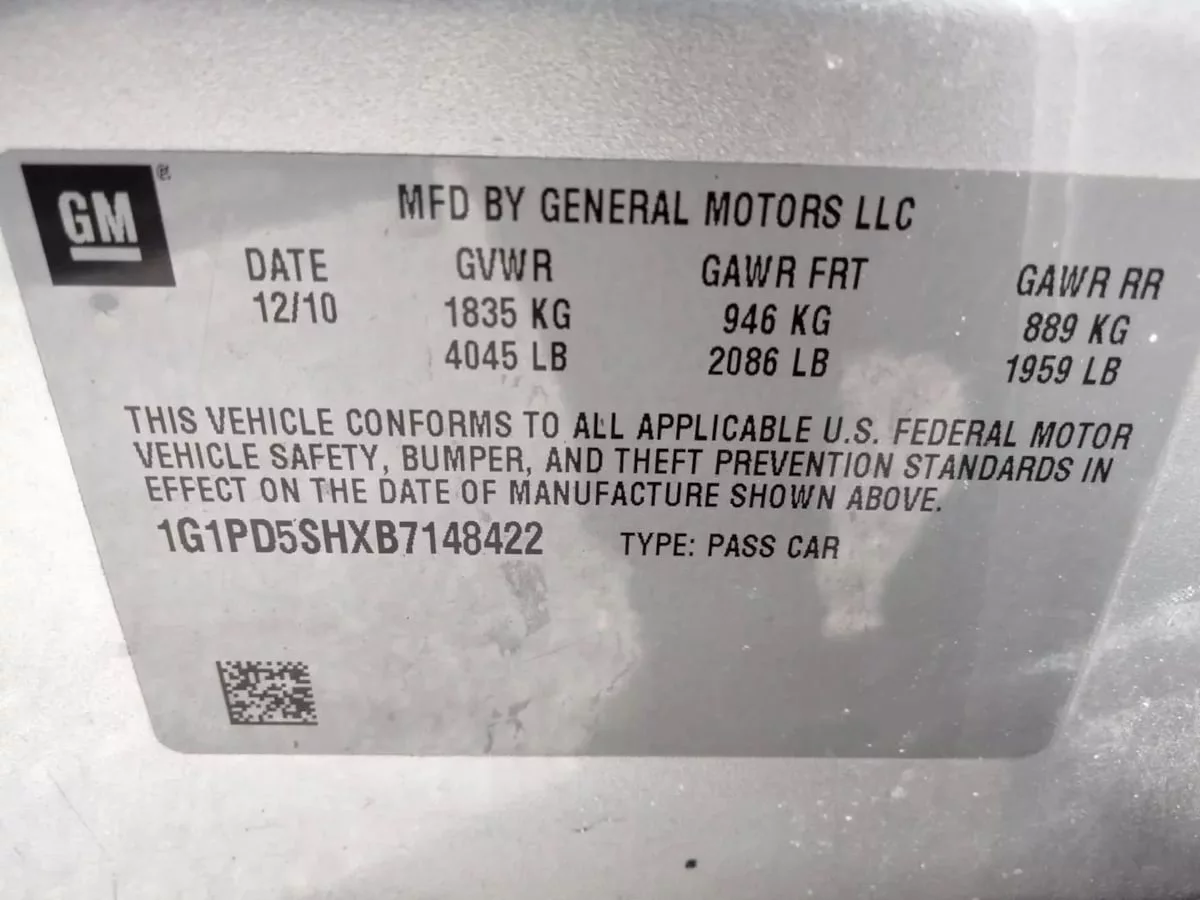 GM
MFD BY GENERAL MOTORS LLC
DATE GVWR GAWR FRT GAWR RR
12/10 1835 KG 946 KG 889 KG
4045 LB 2086 LB 1959 LB
THIS VEHICLE CONFORMS TO ALL APPLICABLE U.S. FEDERAL MOTOR
VEHICLE SAFETY, BUMPER, AND THEFT PREVENTION STANDARDS IN
EFFECT ON THE DATE OF MANUFACTURE SHOWN ABOVE.
1G1PD5SHXB7148422 TYPE: PASS CAR